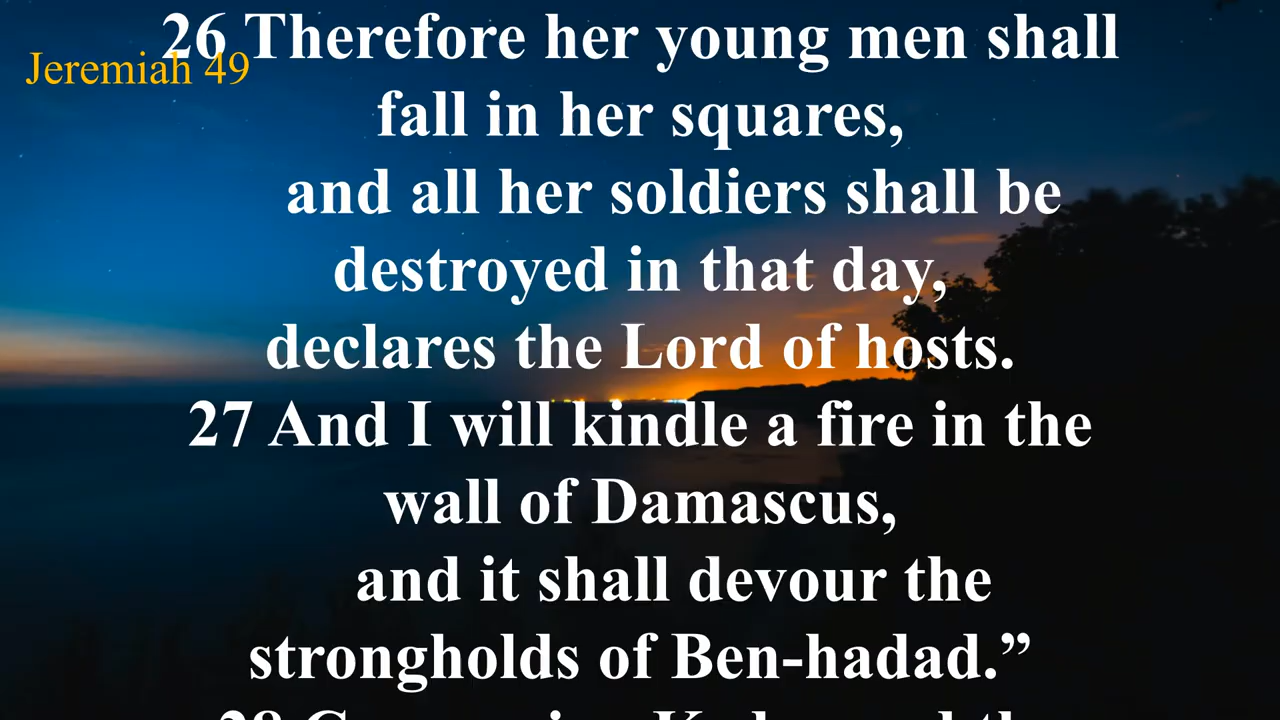 26 Therefore her young men shall
Jeremiah 49
fall in her squares,
and all her soldiers shall be
destroyed in that day,
declares the Lord of hosts.
27 And I will kindle a fire in the
wall of Damascus,
and it shall devour the
strongholds of Ben-hadad.”